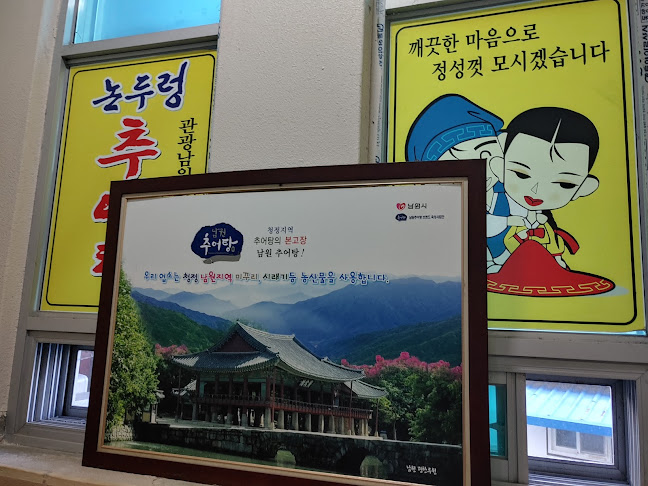 논두렁
추어
관광남원
깨끗한 마음으로
정성껏 모시겠습니다
남원
추어탕
청정지역
추어탕의 본고장
남원 추어탕!
남원시
우리 업소는 청정 남원지역 미꾸리, 시래기등 농산물을 사용합니다.